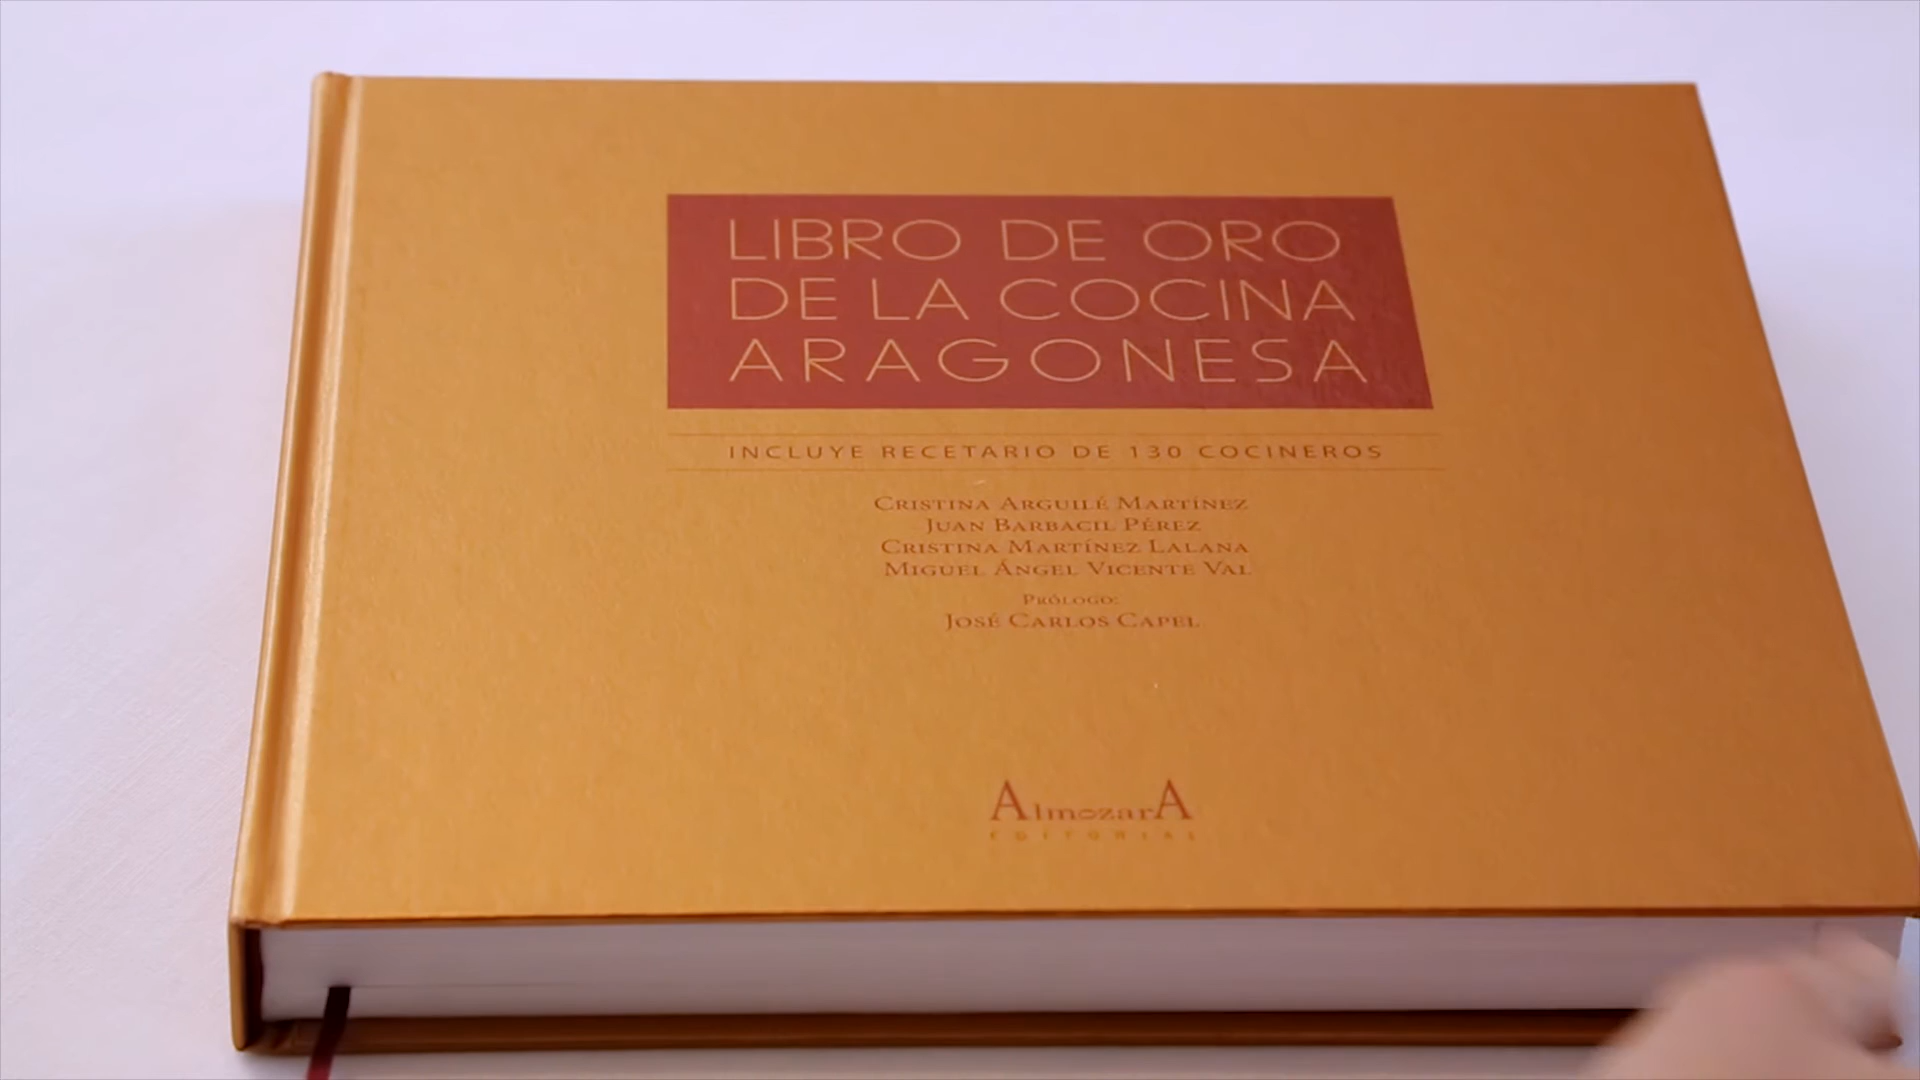 LIBRO DE ORO
DE LA COCINA
ARAGONESA
INCLUYE RECETARIO DE 130 COCINEROS
CRISTINA ARGUILÉ MARTÍNEZ
JUAN BARBACIL PÉREZ
CRISTINA MARTÍNEZ LALANA
MIGUEL ÁNGEL VICENTE VAL
PRÓLOGO:
JOSÉ CARLOS CAPEL
AlmozarA
EDITORIAL